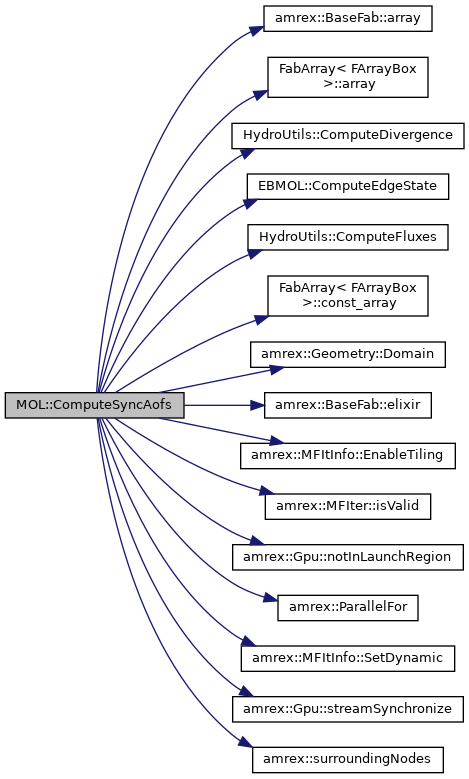 amrex::BaseFab::array
FabArray< FArrayBox
>::array
HydroUtils::ComputeDivergence
EBMOL::ComputeEdgeState
HydroUtils::ComputeFluxes
FabArray< FArrayBox
>::const_array
amrex::Geometry::Domain
MOL::ComputeSyncAofs
amrex::BaseFab::elixir
amrex::MFItInfo::EnableTiling
amrex::MFIter::isValid
amrex::Gpu::notInLaunchRegion
amrex::ParallelFor
amrex::MFItInfo::SetDynamic
amrex::Gpu::streamSynchronize
amrex::surroundingNodes